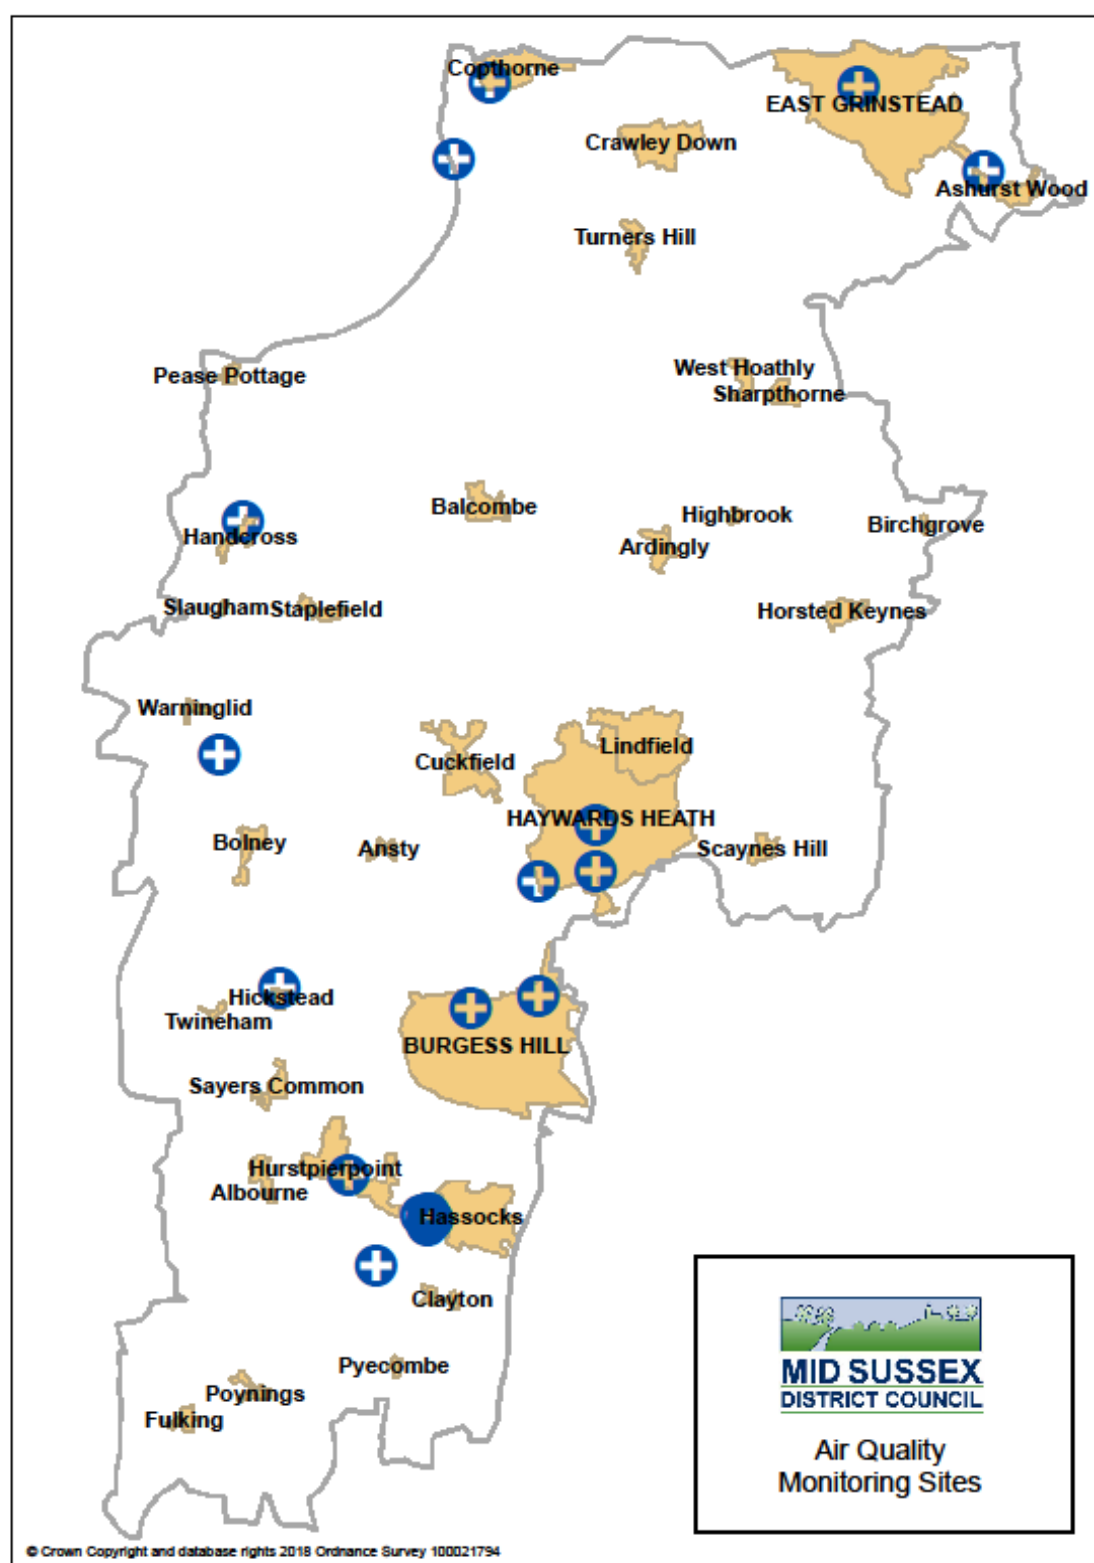 Copthorne
EAST GRINSTEAD
Crawley Down
Ashurst Wood
Turners Hill
Pease Pottage
West Hoathly
Sharpthorne
Balcombe
Highbrook
Birchgrove
Handcross
Ardingly
Slaugham
Staplefield
Horsted Keynes
Warninglid
Cuckfield
Lindfield
HAYWARDS HEATH
Bolney
Ansty
Scaynes Hill
Hickstead
Twineham
BURGESS HILL
Sayers Common
Hurstpierpoint
Albourne
Hassocks
Clayton
Pyecombe
Poynings
Fulking
MID SUSSEX
DISTRICT COUNCIL
Air Quality
Monitoring Sites
© Crown Copyright and database rights 2018 Ordnance Survey 100021794